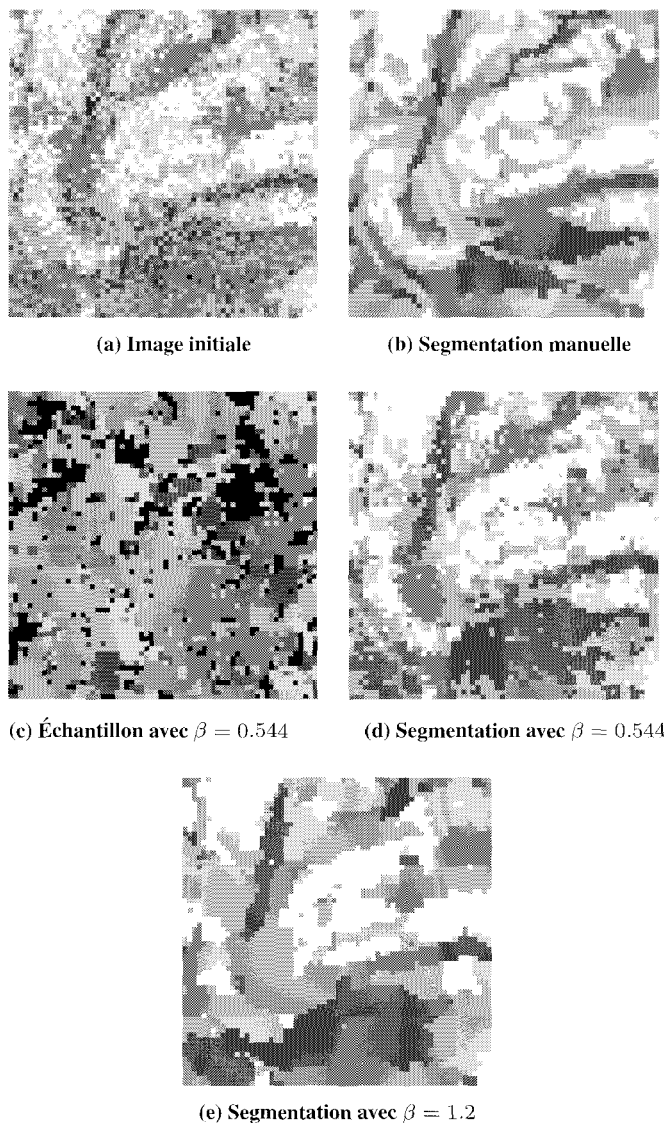 (a) Image initiale
(b) Segmentation manuelle
(c) Échantillon avec β = 0.544
(d) Segmentation avec β = 0.544
(e) Segmentation avec β = 1.2